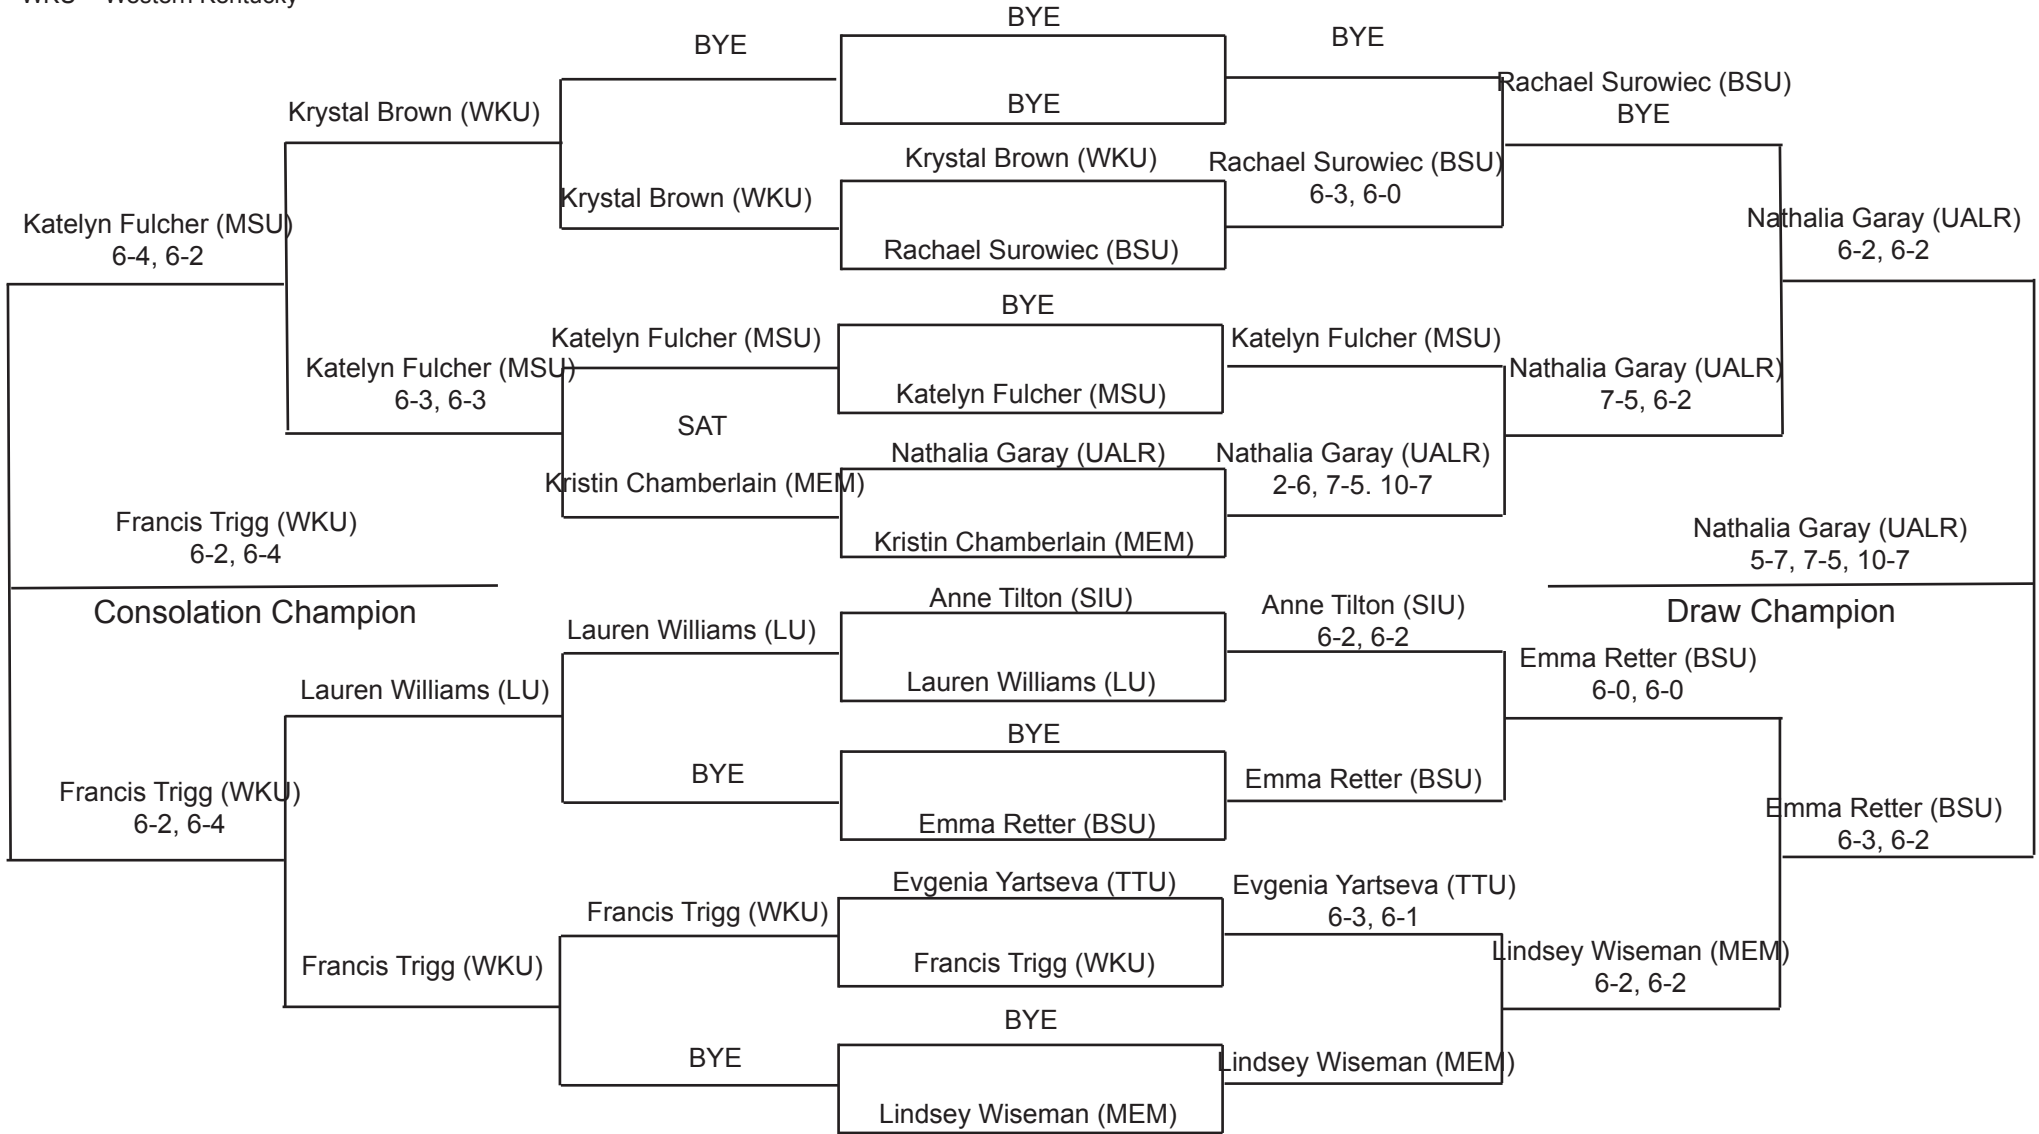 BYE
BYE
BYE
Rachael Surowiec (BSU)
BYE
Krystal Brown (WKU)
BYE
Krystal Brown (WKU)
Rachael Surowiec (BSU)
6-3, 6-0
Krystal Brown (WKU)
Katelyn Fulcher (MSU)
6-4, 6-2
Rachael Surowiec (BSU)
Nathalia Garay (UALR)
6-2, 6-2
BYE
Katelyn Fulcher (MSU)
Katelyn Fulcher (MSU)
Katelyn Fulcher (MSU)
6-3, 6-3
Katelyn Fulcher (MSU)
Nathalia Garay (UALR)
7-5, 6-2
SAT
Nathalia Garay (UALR)
Nathalia Garay (UALR)
2-6, 7-5. 10-7
Kristin Chamberlain (MEM)
Francis Trigg (WKU)
6-2, 6-4
Kristin Chamberlain (MEM)
Nathalia Garay (UALR)
5-7, 7-5, 10-7
Consolation Champion
Anne Tilton (SIU)
Anne Tilton (SIU)
6-2, 6-2
Draw Champion
Lauren Williams (LU)
Emma Retter (BSU)
6-0, 6-0
Lauren Williams (LU)
Lauren Williams (LU)
BYE
BYE
Emma Retter (BSU)
Francis Trigg (WKU)
6-2, 6-4
Emma Retter (BSU)
Emma Retter (BSU)
6-3, 6-2
Evgenia Yartseva (TTU)
Evgenia Yartseva (TTU)
6-3, 6-1
Francis Trigg (WKU)
Francis Trigg (WKU)
Francis Trigg (WKU)
Lindsey Wiseman (MEM)
6-2, 6-2
BYE
BYE
Lindsey Wiseman (MEM)
Lindsey Wiseman (MEM)